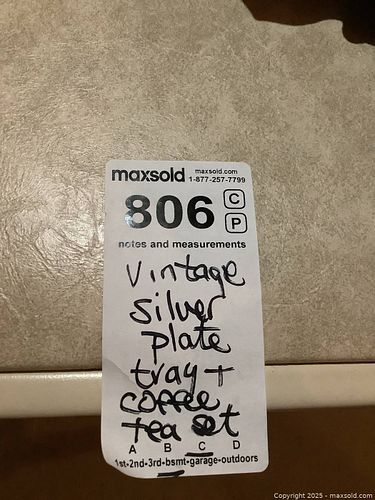 maxsold maxsold.com
1-877-257-7799
806 C
P
notes and measurements
vintage
silver
plate
tray +
coffee
tea set
A B C D
1st-2nd-3rd-bsmt-garage-outdoors
Copyright 2025 - maxsold.com